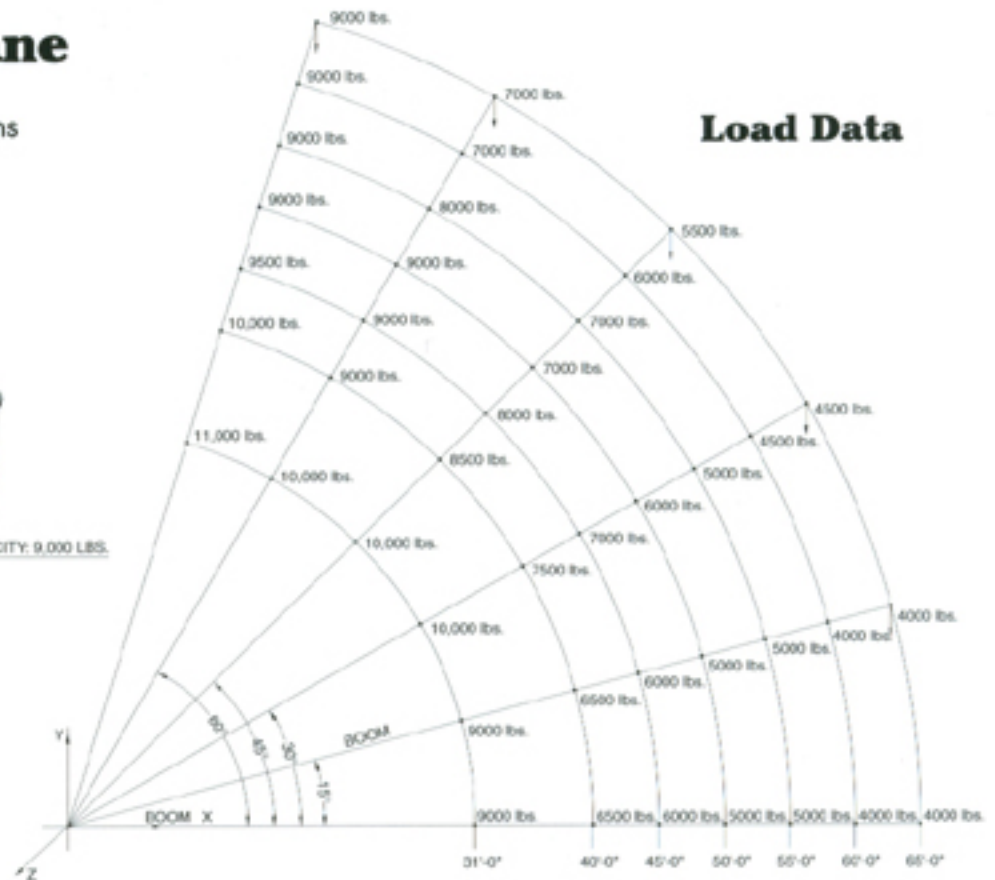 ne
ns
Load Data
9000 lbs.
9000 lbs.
9000 lbs.
9000 lbs.
9500 lbs.
10,000 lbs.
11,000 lbs.
7000 lbs.
7000 lbs.
8000 lbs.
9000 lbs.
9000 lbs.
9000 lbs.
10,000 lbs.
5500 lbs.
6000 lbs.
7000 lbs.
7000 lbs.
8000 lbs.
8500 lbs.
10,000 lbs.
4500 lbs.
4500 lbs.
5000 lbs.
6000 lbs.
7000 lbs.
7500 lbs.
10,000 lbs.
4000 lbs.
4000 lbs.
5000 lbs.
5000 lbs.
6000 lbs.
6500 lbs.
9000 lbs.
CITY: 9,000 LBS.
60°
45°
30°
15°
BOOM
Y
BOOM X
Z
9000 lbs. 6500 lbs. 6000 lbs. 5000 lbs. 5000 lbs. 4000 lbs. 4000 lbs.
31'-0" 40'-0" 45'-0" 50'-0" 55'-0" 60'-0" 65'-0"